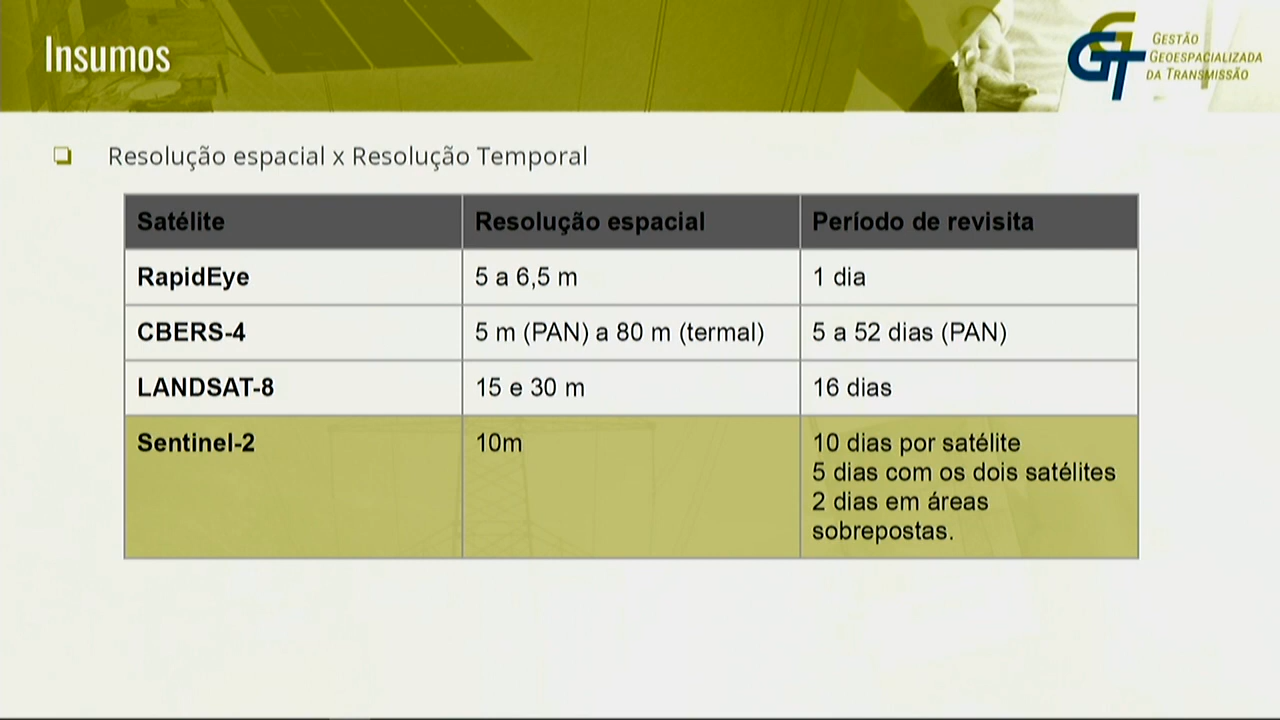 Insumos
GGT
GESTÃO
GEOESPACIALIZADA
DA TRANSMISSÃO
Resolução espacial x Resolução Temporal
Satélite Resolução espacial Período de revisita
RapidEye 5 a 6,5 m 1 dia
CBERS-4 5 m (PAN) a 80 m (termal) 5 a 52 dias (PAN)
LANDSAT-8 15 e 30 m 16 dias
Sentinel-2 10m 10 dias por satélite
5 dias com os dois satélites
2 dias em áreas
sobrepostas.